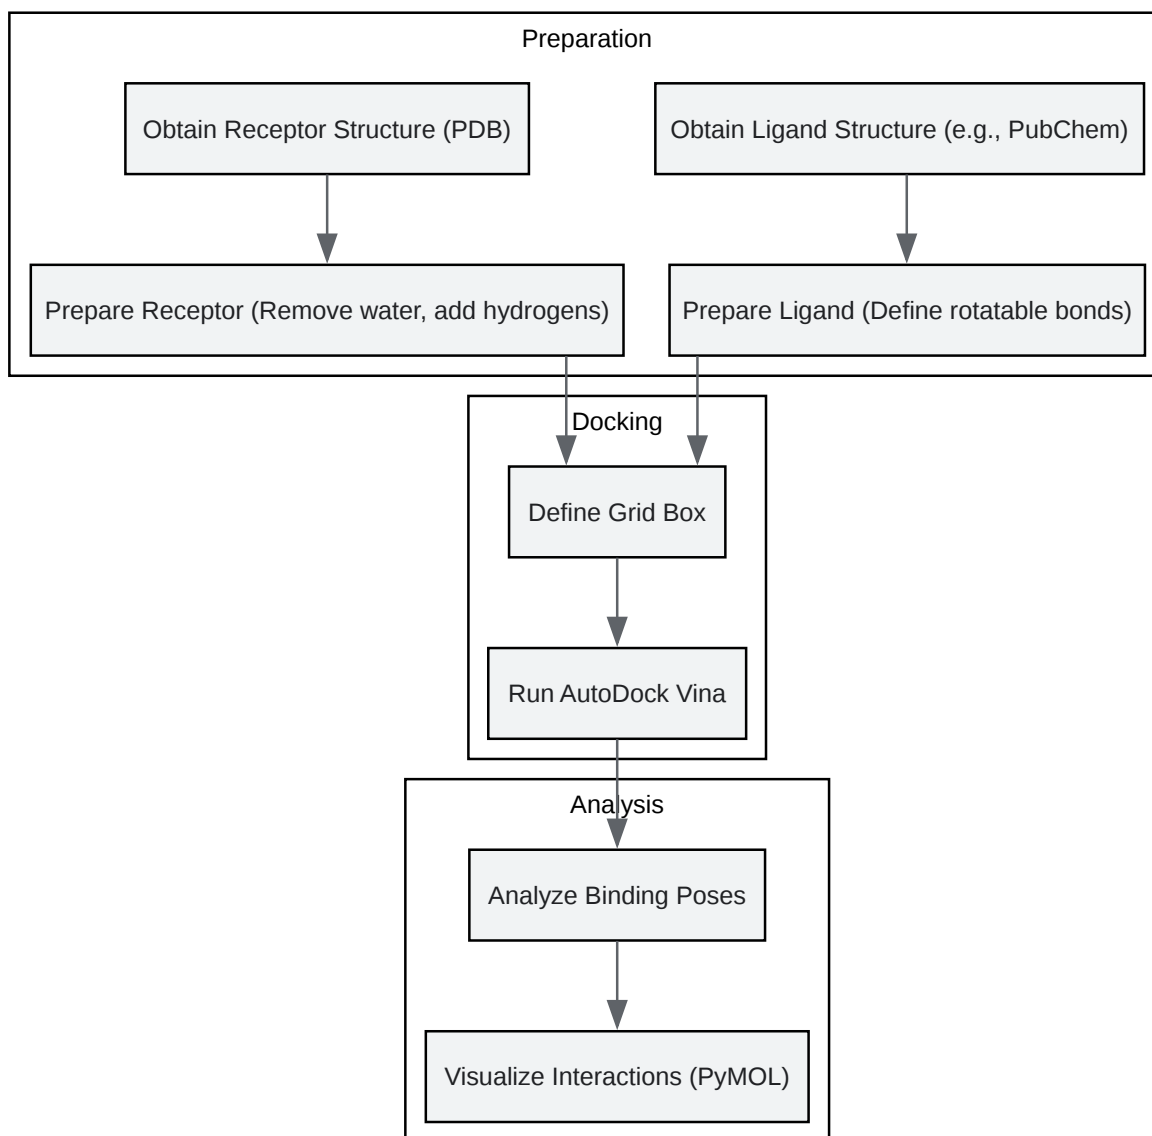 Preparation
Obtain Receptor Structure (PDB)
Obtain Ligand Structure (e.g., PubChem)
Prepare Receptor (Remove water, add hydrogens)
Prepare Ligand (Define rotatable bonds)
Docking
Define Grid Box
Run AutoDock Vina
Analysis
Analyze Binding Poses
Visualize Interactions (PyMOL)